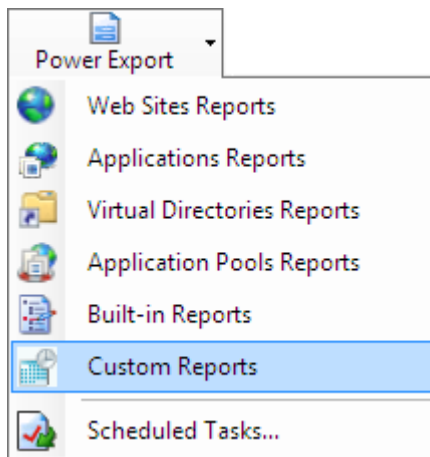 Power Export
Web Sites Reports
Applications Reports
Virtual Directories Reports
Application Pools Reports
Built-in Reports
Custom Reports
Scheduled Tasks...